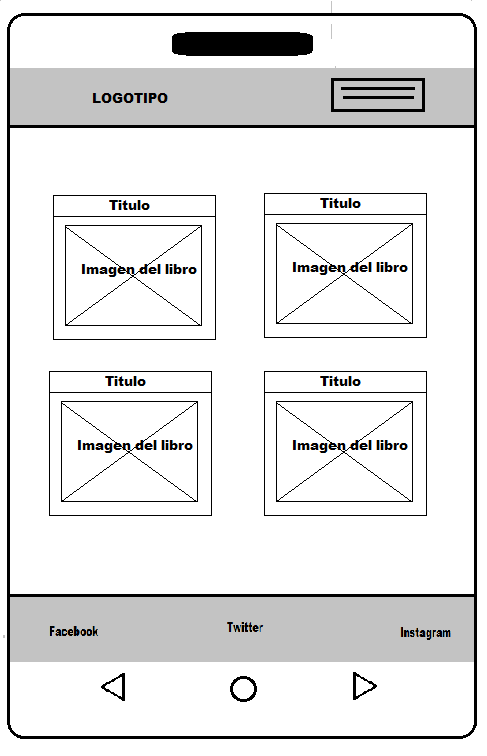 LOGOTIPO
Titulo
Titulo
Imagen del libro
Imagen del libro
Titulo
Titulo
Imagen del libro
Imagen del libro
Facebook
Twitter
Instagram